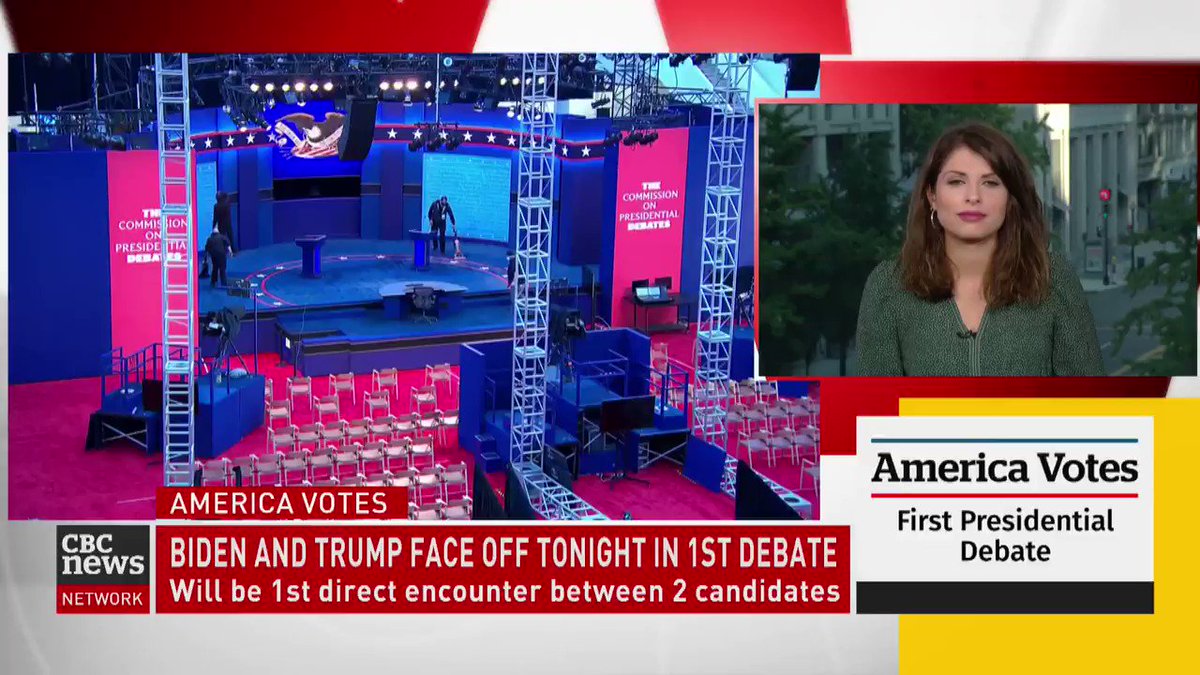 THE
COMMISSION
ON
PRESIDENTIAL
DEBATES
THE
COMMISSION
ON
PRESIDENTIAL
DEBATES
AMERICA VOTES
CBC
news
NETWORK
BIDEN AND TRUMP FACE OFF TONIGHT IN 1ST DEBATE
Will be 1st direct encounter between 2 candidates
America Votes
First Presidential
Debate